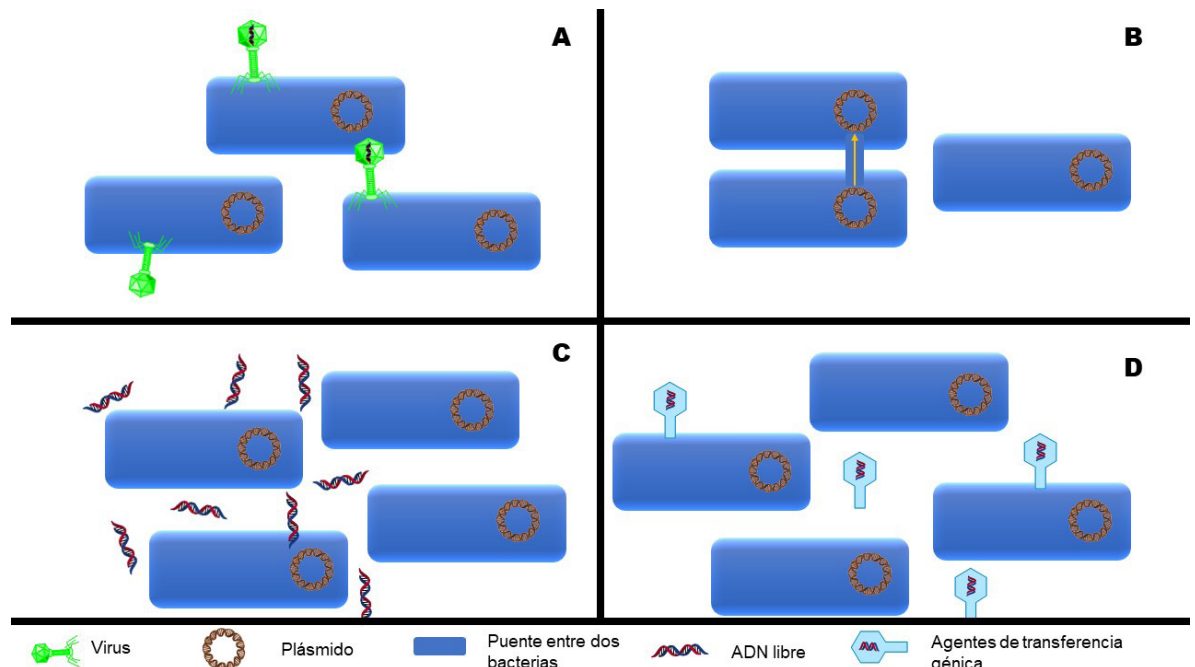 A
B
C
D
Virus
Plásmido
Puente entre dos
bacterias
ADN libre
Agentes de transferencia
génica